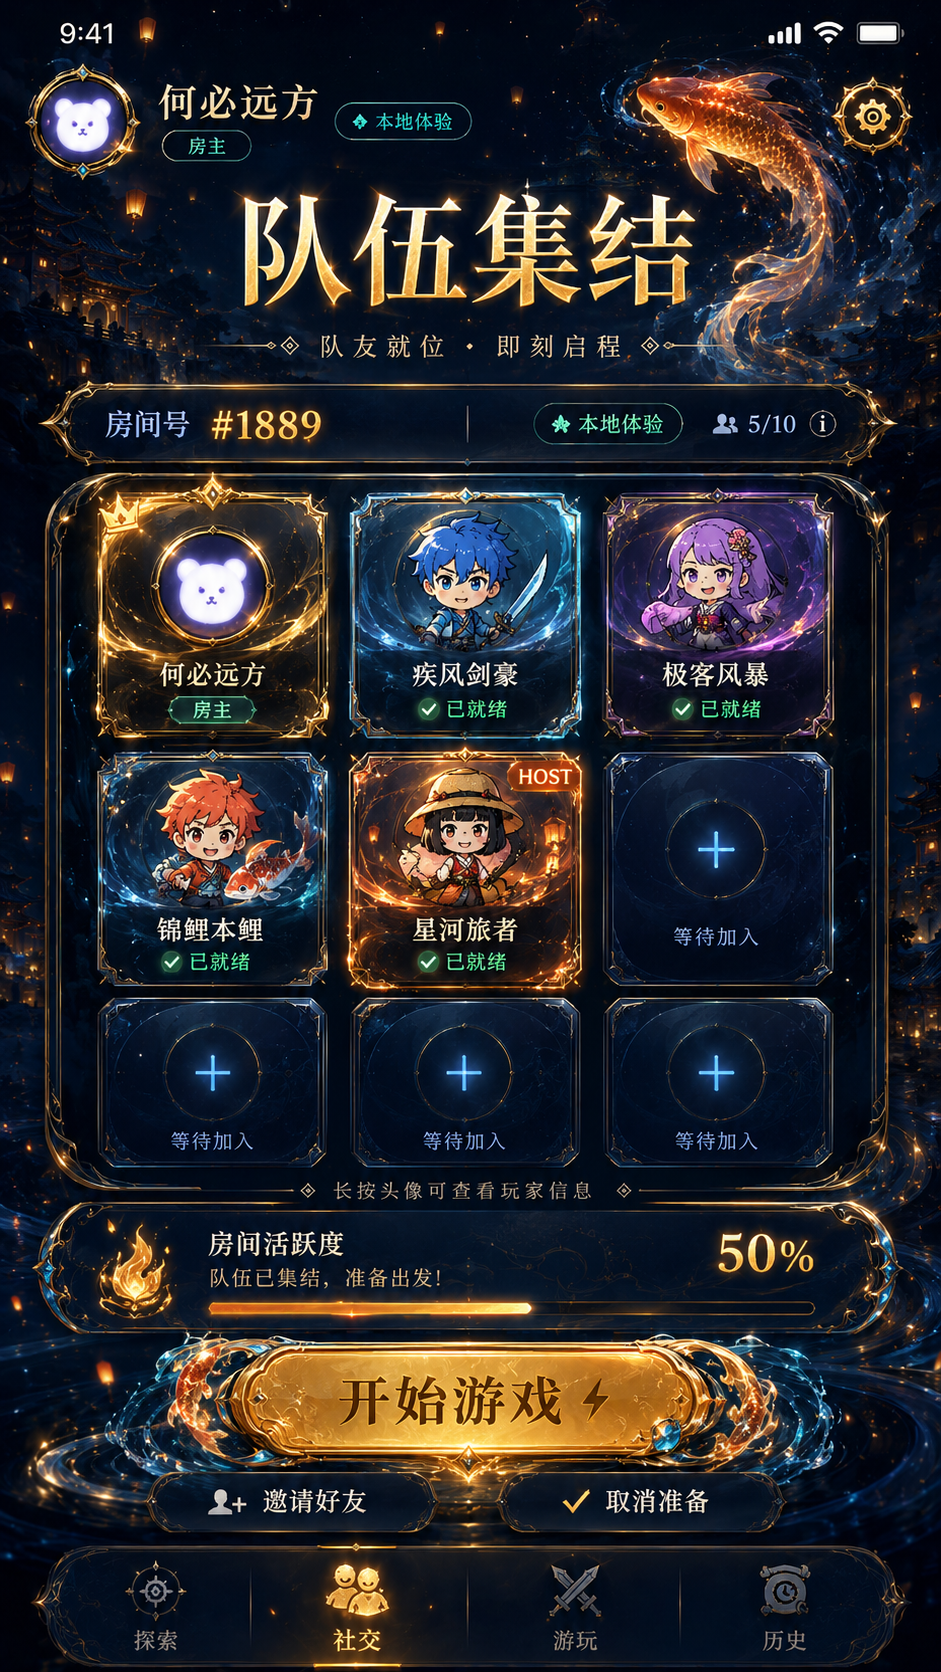 9:41
何必远方
本地体验
房主
队伍集结
队友就位 · 即刻启程
房间号 #1889
本地体验
5/10
何必远方
房主
疾风剑豪
已就绪
极客风暴
已就绪
锦鲤本鲤
已就绪
HOST
星河旅者
已就绪
等待加入
等待加入
等待加入
等待加入
长按头像可查看玩家信息
房间活跃度
队伍已集结，准备出发！
50%
开始游戏
邀请好友
取消准备
探索
社交
游玩
历史